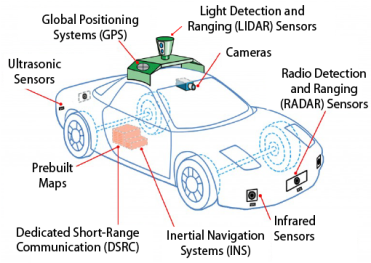 Global Positioning
Systems (GPS)
Light Detection and
Ranging (LIDAR) Sensors
Cameras
Ultrasonic
Sensors
Radio Detection
and Ranging
(RADAR) Sensors
Prebuilt
Maps
Dedicated Short-Range
Communication (DSRC)
Inertial Navigation
Systems (INS)
Infrared
Sensors